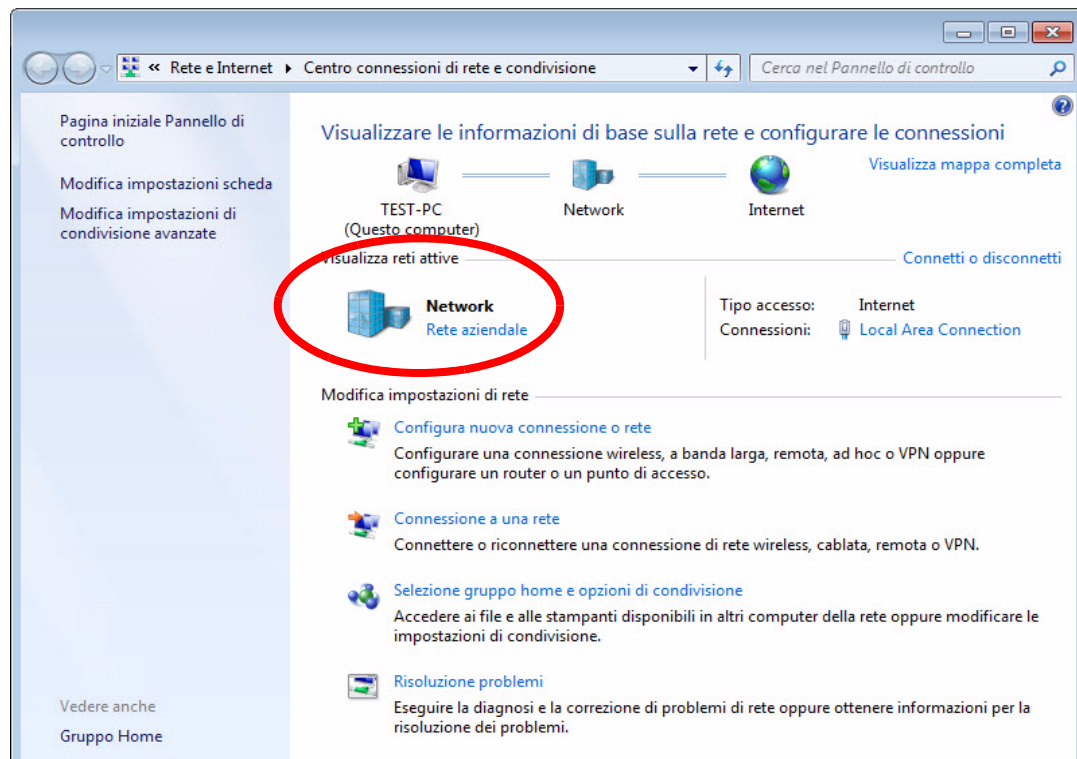 « Rete e Internet ▸ Centro connessioni di rete e condivisione
Cerca nel Pannello di controllo
Pagina iniziale Pannello di
controllo
Modifica impostazioni scheda
Modifica impostazioni di
condivisione avanzate
Vedere anche
Gruppo Home
Visualizzare le informazioni di base sulla rete e configurare le connessioni
Visualizza mappa completa
TEST-PC
(Questo computer)
Network
Internet
Visualizza reti attive
Connetti o disconnetti
Network
Rete aziendale
Tipo accesso: Internet
Connessioni: Local Area Connection
Modifica impostazioni di rete
Configura nuova connessione o rete
Configurare una connessione wireless, a banda larga, remota, ad hoc o VPN oppure
configurare un router o un punto di accesso.
Connessione a una rete
Connettere o riconnettere una connessione di rete wireless, cablata, remota o VPN.
Selezione gruppo home e opzioni di condivisione
Accedere ai file e alle stampanti disponibili in altri computer della rete oppure modificare le
impostazioni di condivisione.
Risoluzione problemi
Eseguire la diagnosi e la correzione di problemi di rete oppure ottenere informazioni per la
risoluzione dei problemi.